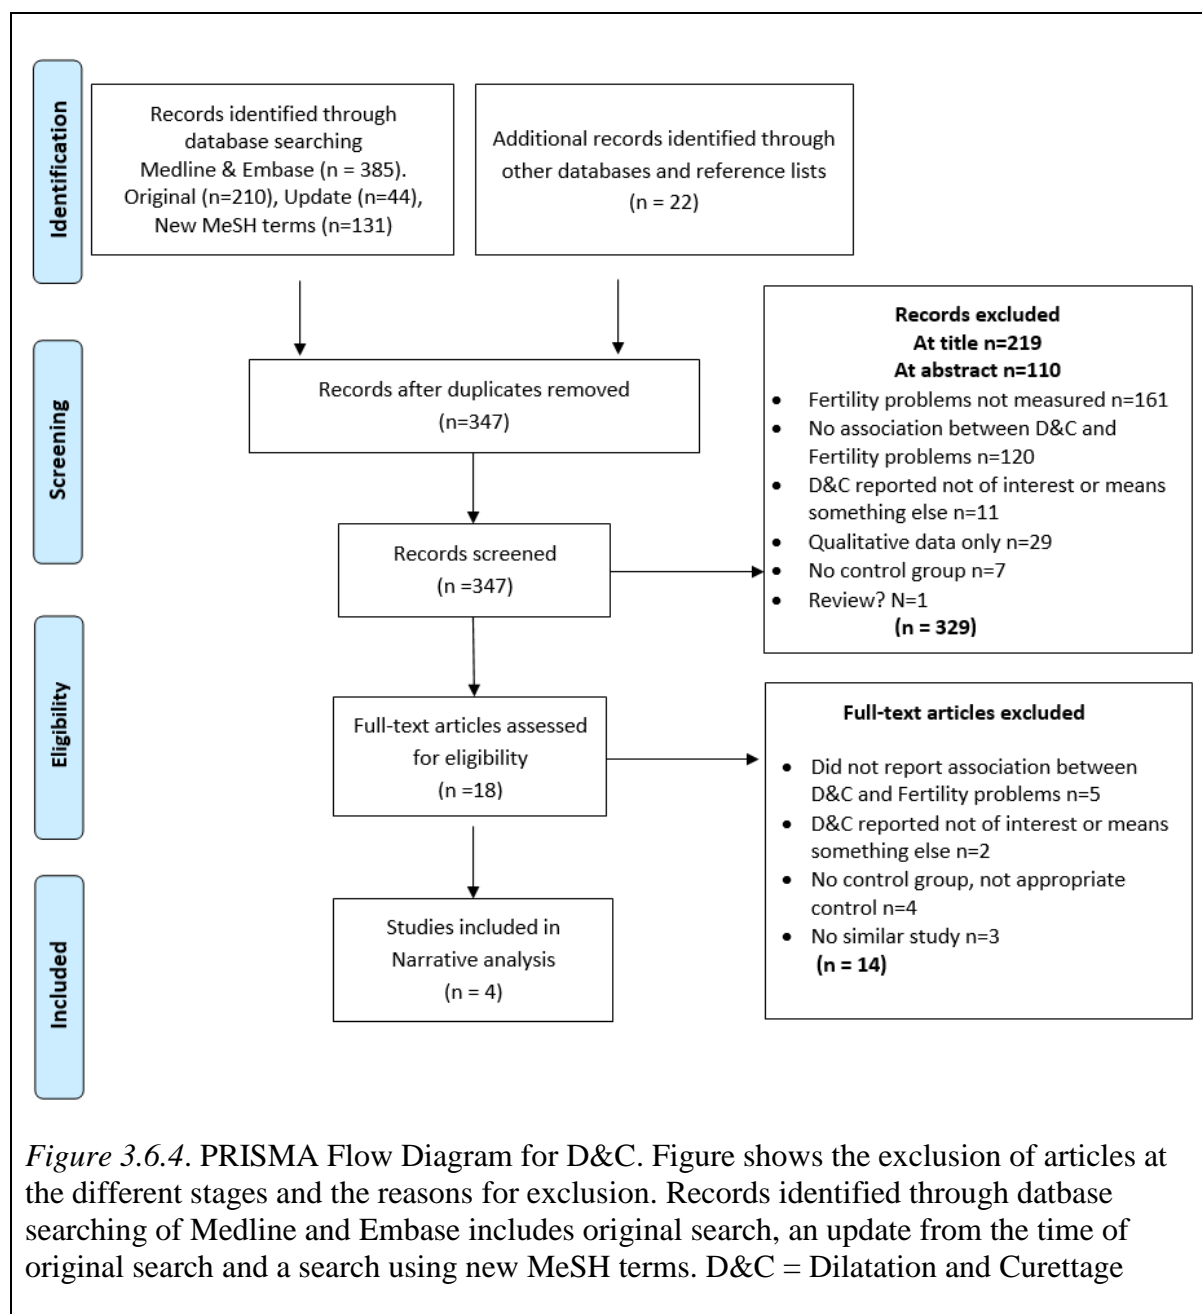 Identification
Records identified through
database searching
Medline & Embase (n = 385).
Original (n=210), Update (n=44),
New MeSH terms (n=131)
Additional records identified through
other databases and reference lists
(n = 22)
Screening
Records after duplicates removed
(n=347)
Records screened
(n =347)
Records excluded
At title n=219
At abstract n=110
• Fertility problems not measured n=161
• No association between D&C and
Fertility problems n=120
• D&C reported not of interest or means
something else n=11
• Qualitative data only n=29
• No control group n=7
• Review? N=1
(n = 329)
Eligibility
Full-text articles assessed
for eligibility
(n =18)
Full-text articles excluded
• Did not report association between
D&C and Fertility problems n=5
• D&C reported not of interest or means
something else n=2
• No control group, not appropriate
control n=4
• No similar study n=3
(n = 14)
Included
Studies included in
Narrative analysis
(n = 4)
Figure 3.6.4. PRISMA Flow Diagram for D&C. Figure shows the exclusion of articles at
the different stages and the reasons for exclusion. Records identified through datbase
searching of Medline and Embase includes original search, an update from the time of
original search and a search using new MeSH terms. D&C = Dilatation and Curettage